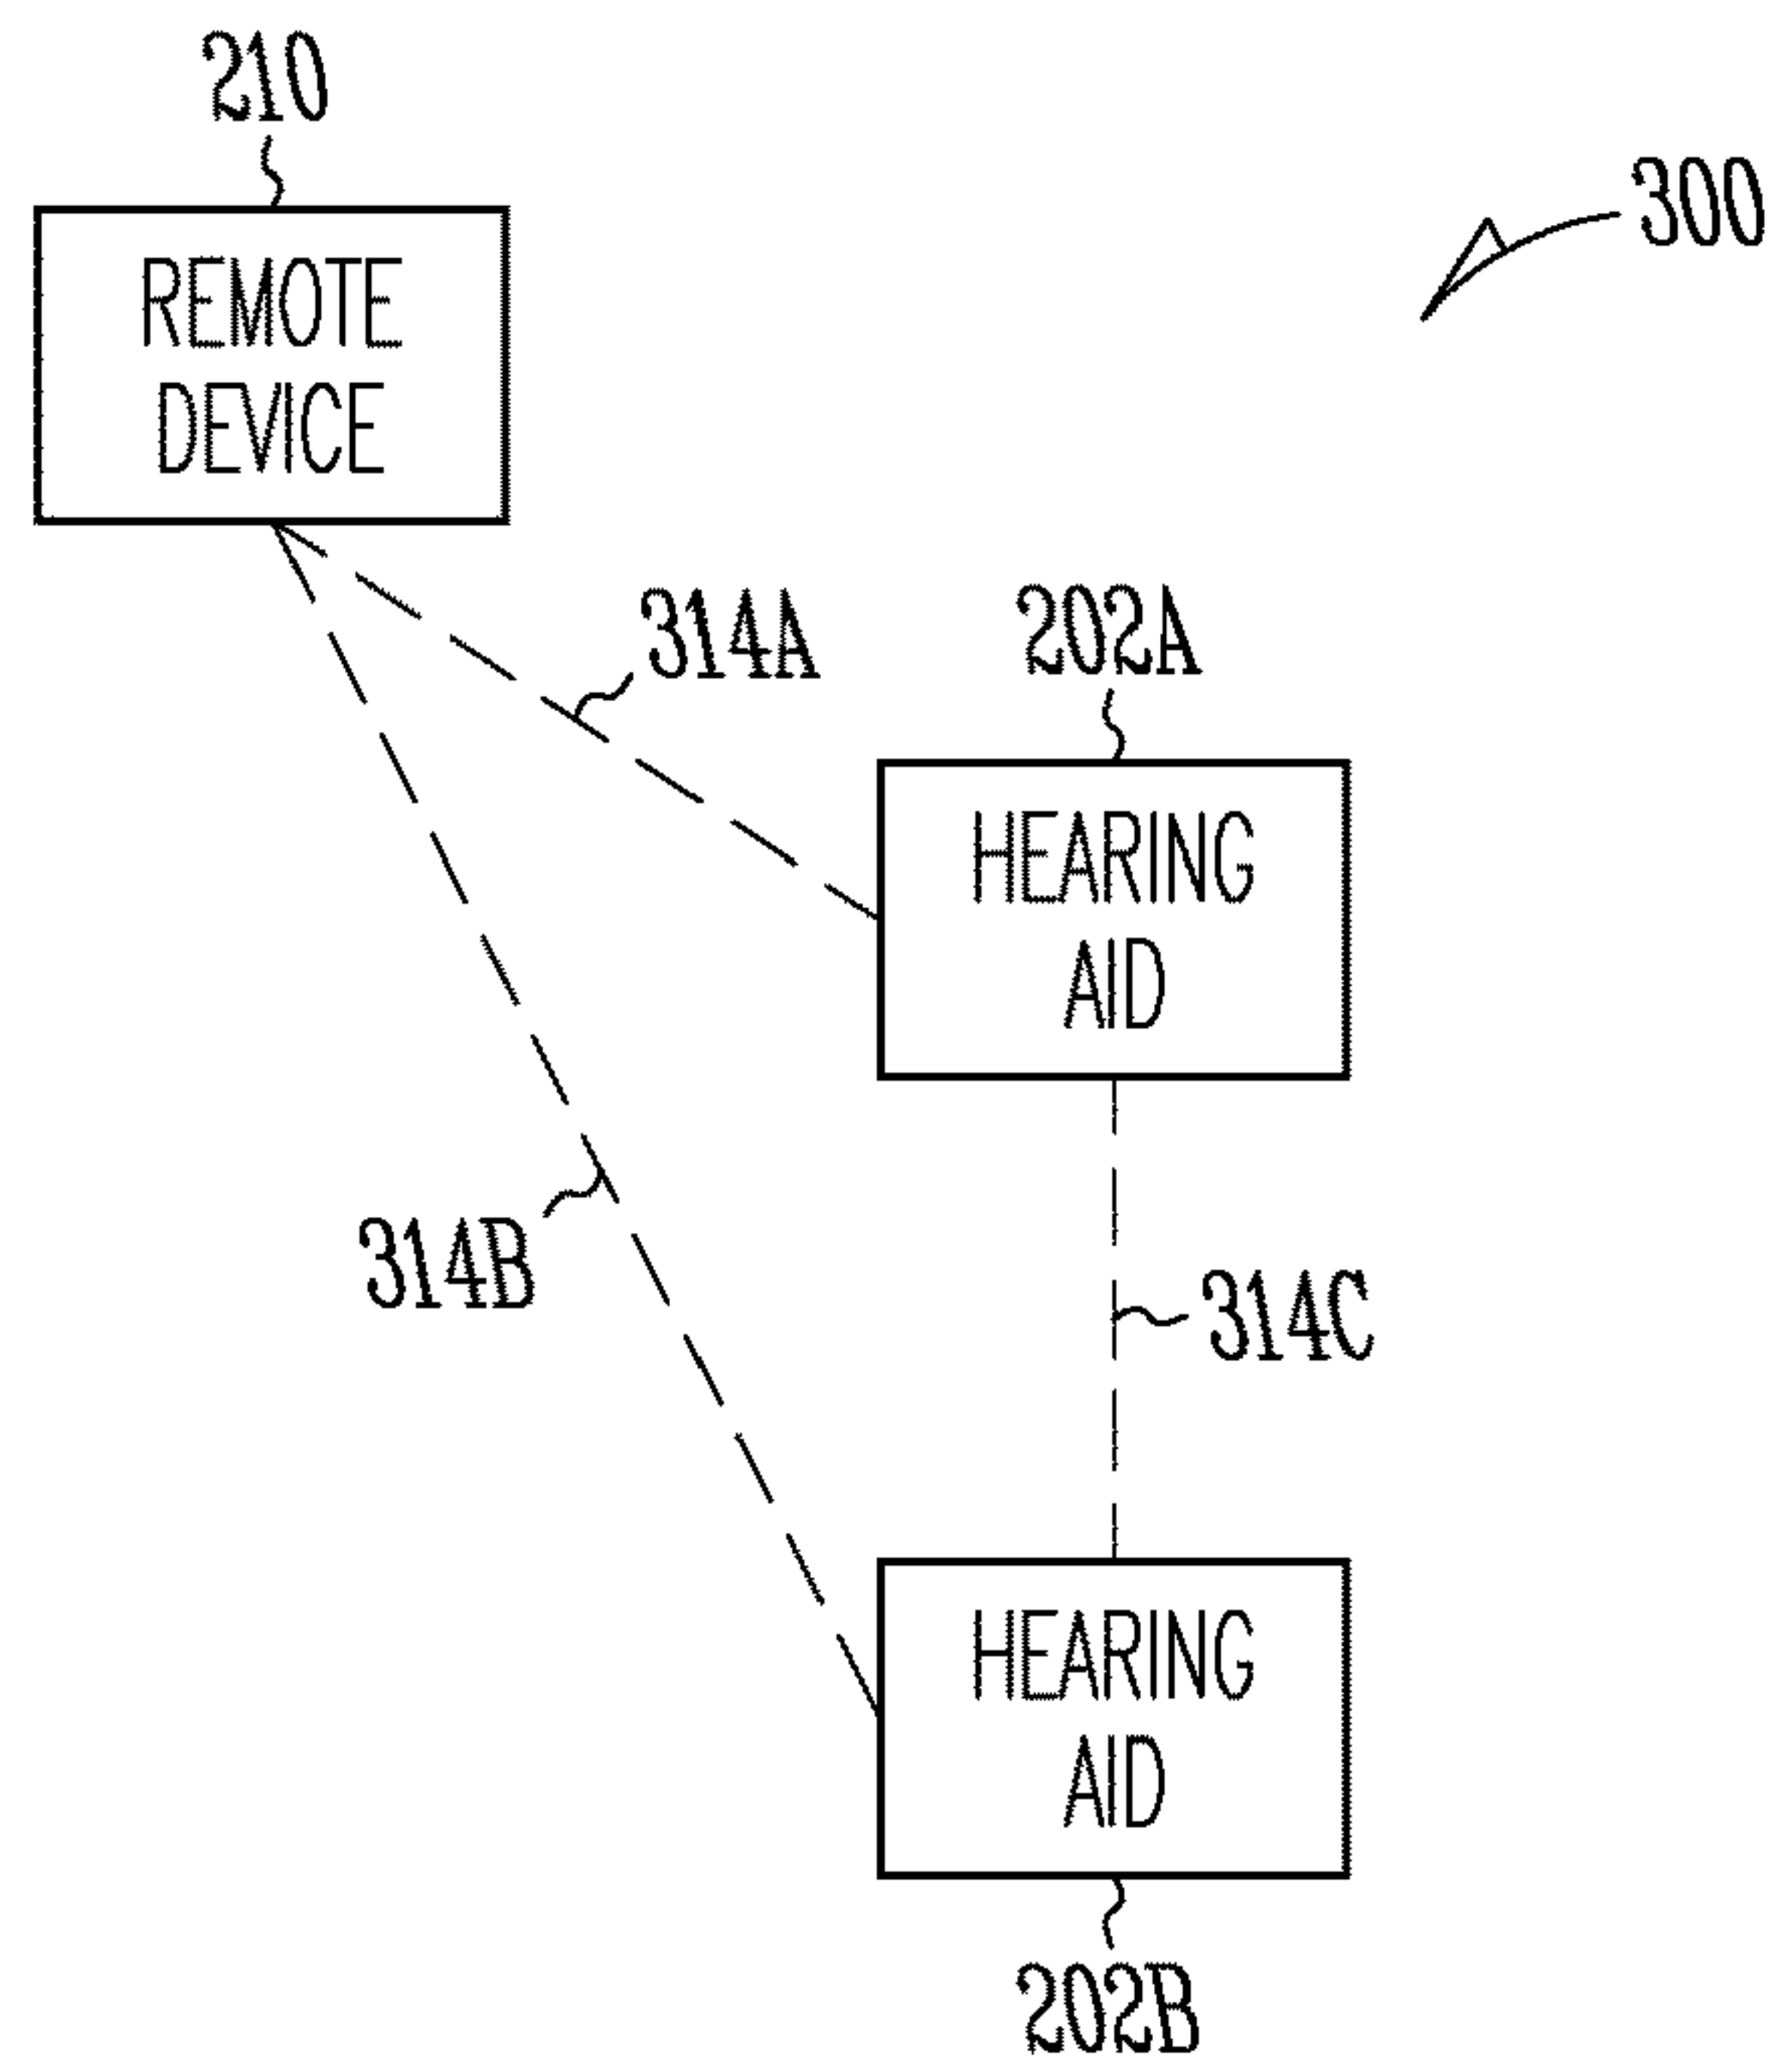 210
300
REMOTE
DEVICE
314A
202A
HEARING
AID
314B
314C
HEARING
AID
202B